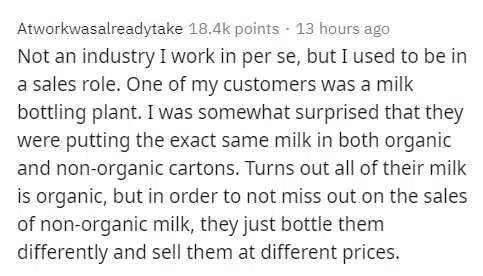 Atworkwasalreadytake 18.4k points · 13 hours ago
Not an industry I work in per se, but I used to be in
a sales role. One of my customers was a milk
bottling plant. I was somewhat surprised that they
were putting the exact same milk in both organic
and non-organic cartons. Turns out all of their milk
is organic, but in order to not miss out on the sales
of non-organic milk, they just bottle them
differently and sell them at different prices.